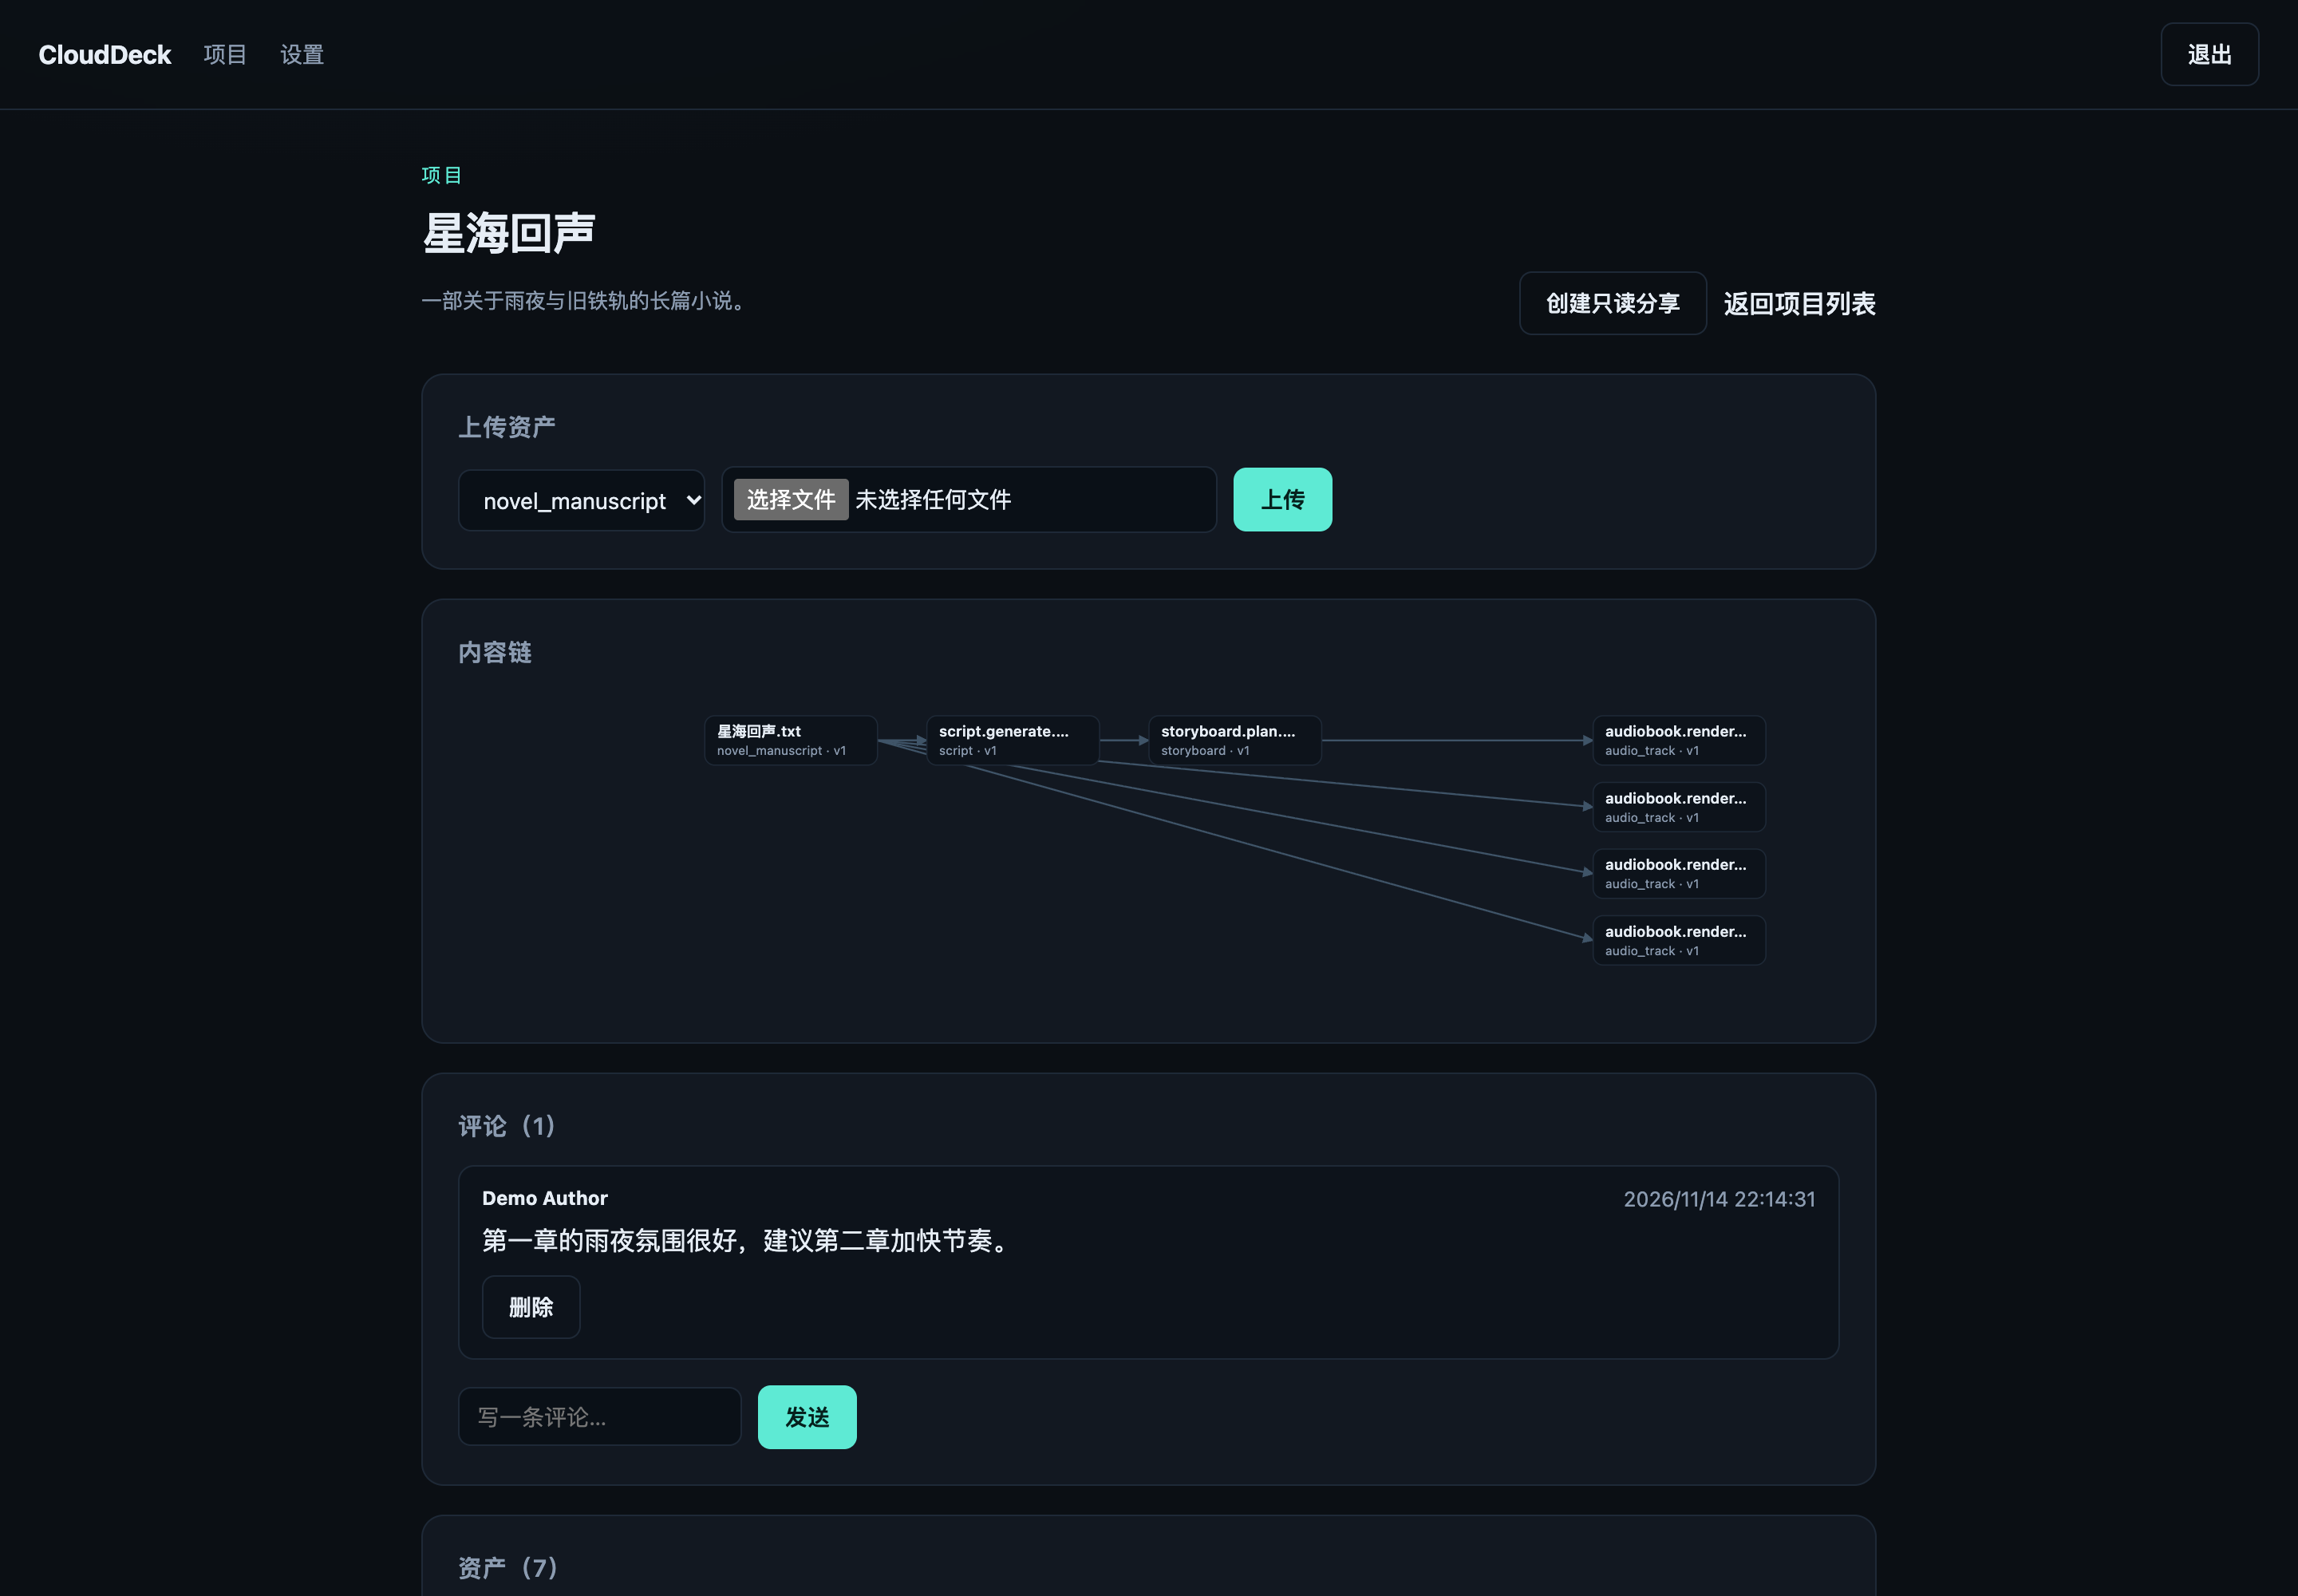 CloudDeck 项目 设置 退出
项目
星海回声
一部关于雨夜与旧铁轨的长篇小说。
创建只读分享 返回项目列表
上传资产
novel_manuscript 选择文件 未选择任何文件 上传
内容链
星海回声.txt
novel_manuscript · v1
script.generate....
script · v1
storyboard.plan....
storyboard · v1
audiobook.render...
audio_track · v1
audiobook.render...
audio_track · v1
audiobook.render...
audio_track · v1
audiobook.render...
audio_track · v1
评论（1）
Demo Author 2026/11/14 22:14:31
第一章的雨夜氛围很好，建议第二章加快节奏。
删除
写一条评论... 发送
资产（7）